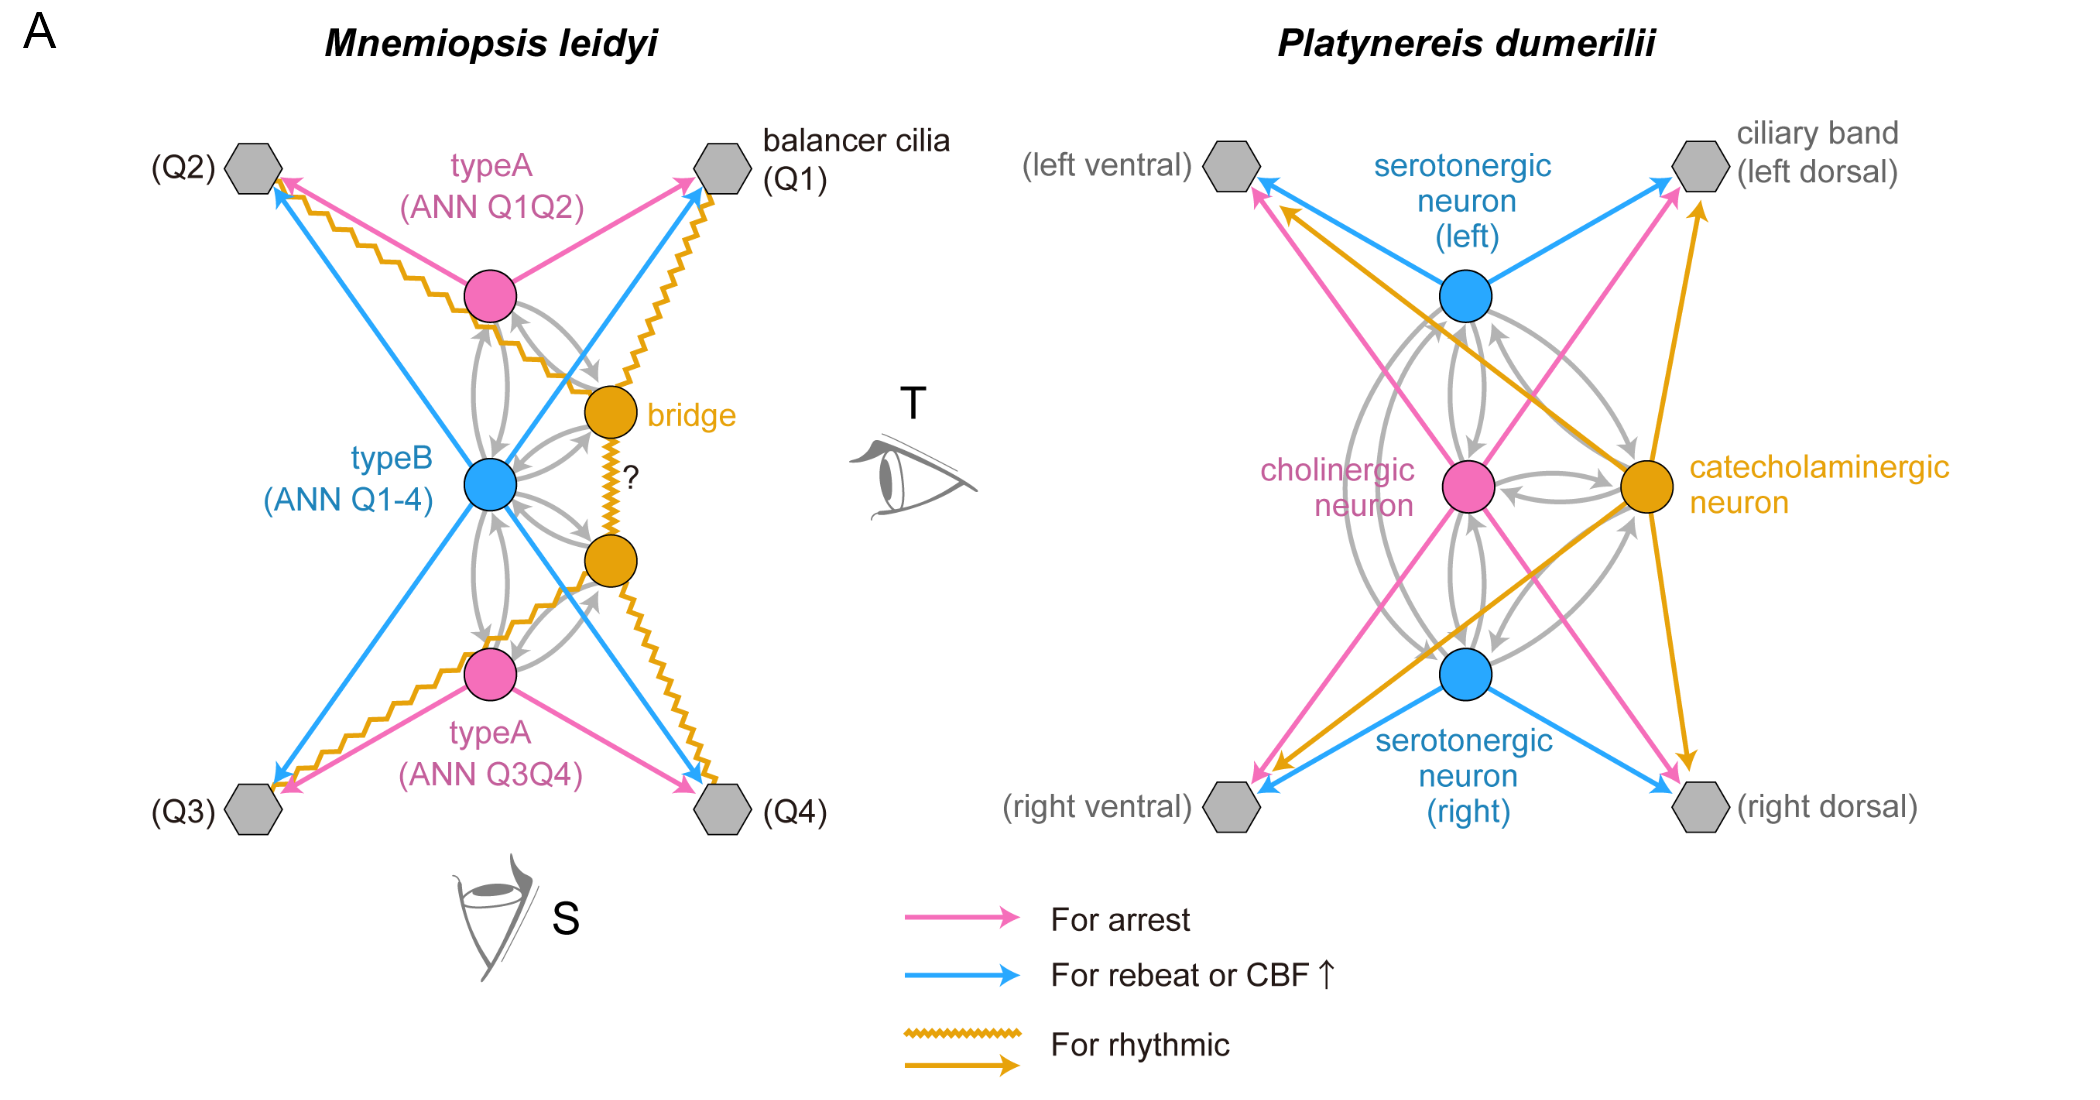 A
Mnemiopsis leidyi
Platynereis dumerilii
(Q2)
typeA
(ANN Q1Q2)
balancer cilia
(Q1)
bridge
?
typeB
(ANN Q1-4)
typeA
(ANN Q3Q4)
(Q3)
(Q4)
T
S
(left ventral)
serotonergic
neuron
(left)
ciliary band
(left dorsal)
cholinergic
neuron
catecholaminergic
neuron
serotonergic
neuron
(right)
(right ventral)
(right dorsal)
For arrest
For rebeat or CBF↑
For rhythmic